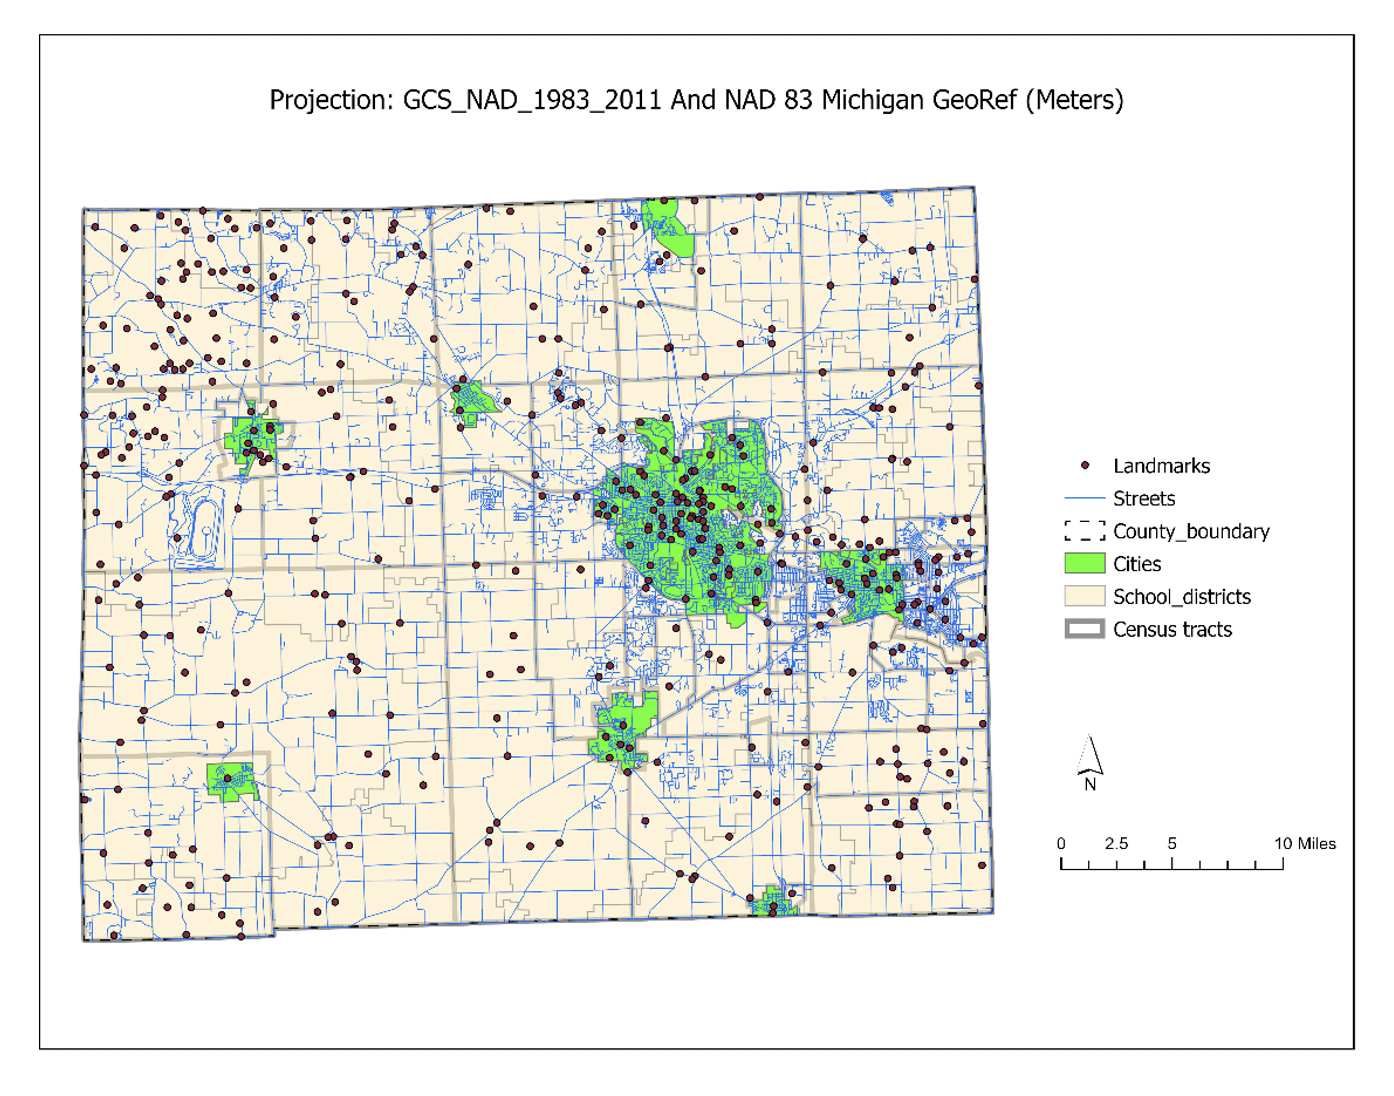 Projection: GCS_NAD_1983_2011 And NAD 83 Michigan GeoRef (Meters)
Landmarks
Streets
County_boundary
Cities
School_districts
Census tracts
N
0 2.5 5 10 Miles